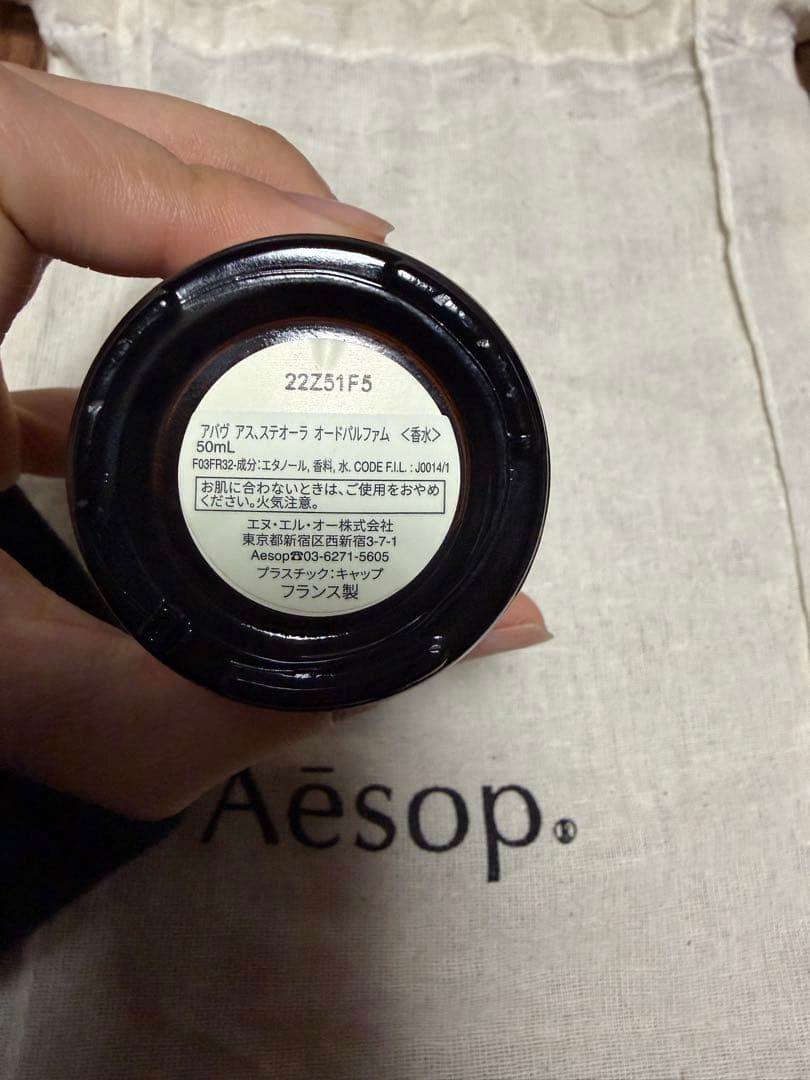 22Z51F5
アバヴ アス、ステオーラ オードパルファム ＜香水＞
50mL
F03FR32-成分：エタノール, 香料, 水. CODE F.I.L. : J0014/1
お肌に合わないときは、ご使用をおやめ
ください。火気注意。
エヌ・エル・オー株式会社
東京都新宿区西新宿3-7-1
Aesop☎03-6271-5605
プラスチック：キャップ
フランス製
Aēsop.®